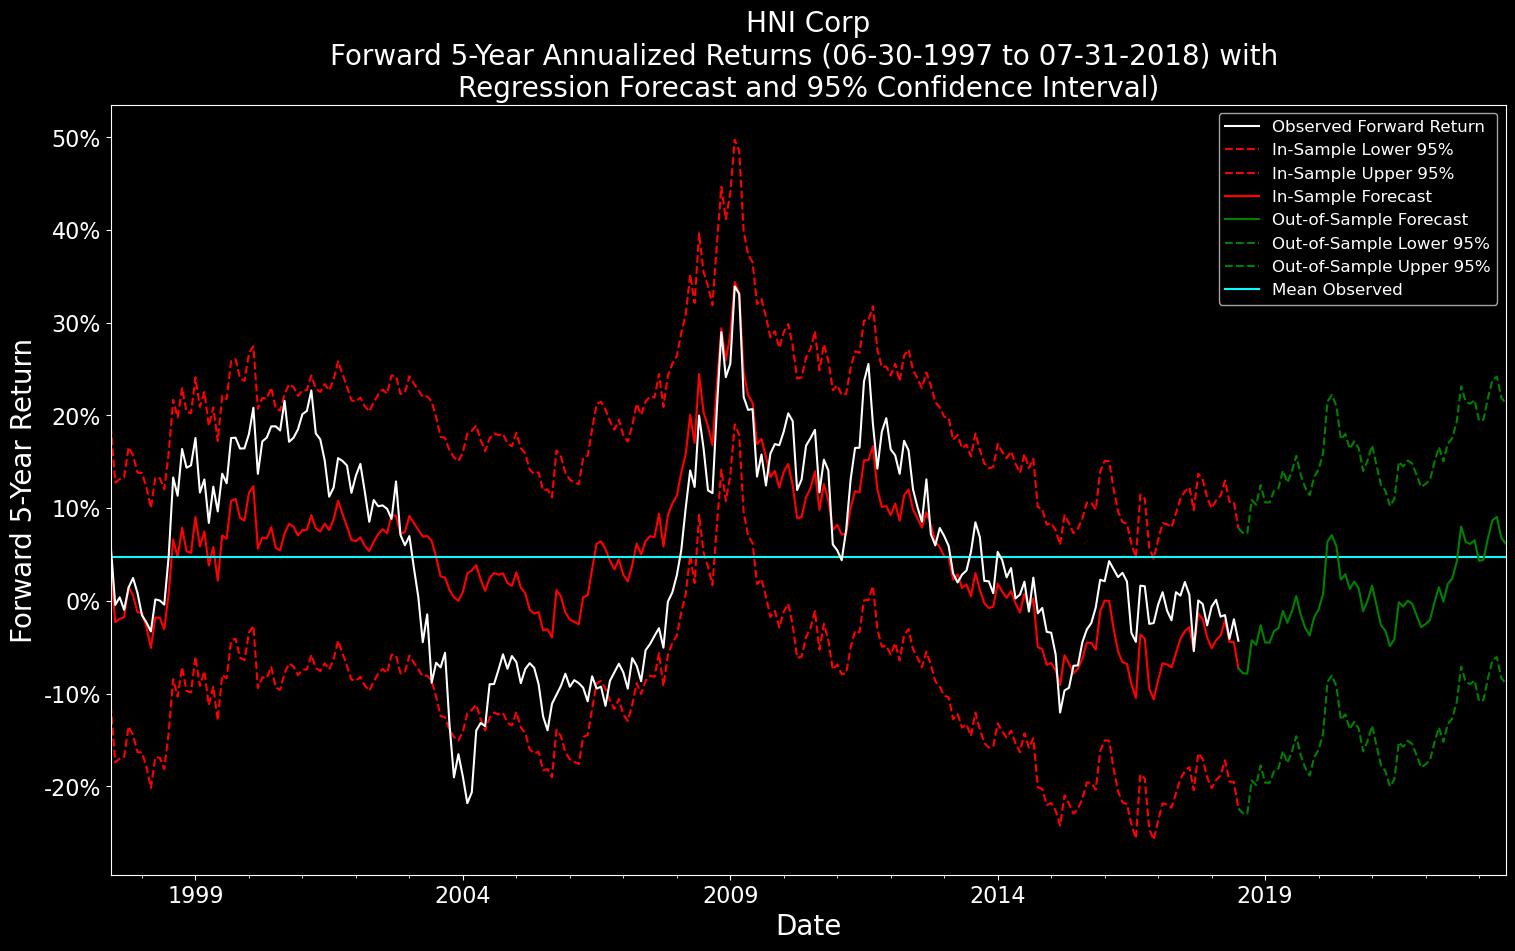 HNI Corp
Forward 5-Year Annualized Returns (06-30-1997 to 07-31-2018) with
Regression Forecast and 95% Confidence Interval)
Observed Forward Return
In-Sample Lower 95%
In-Sample Upper 95%
In-Sample Forecast
Out-of-Sample Forecast
Out-of-Sample Lower 95%
Out-of-Sample Upper 95%
Mean Observed
Forward 5-Year Return
50%
40%
30%
20%
10%
0%
-10%
-20%
1999
2004
2009
2014
2019
Date